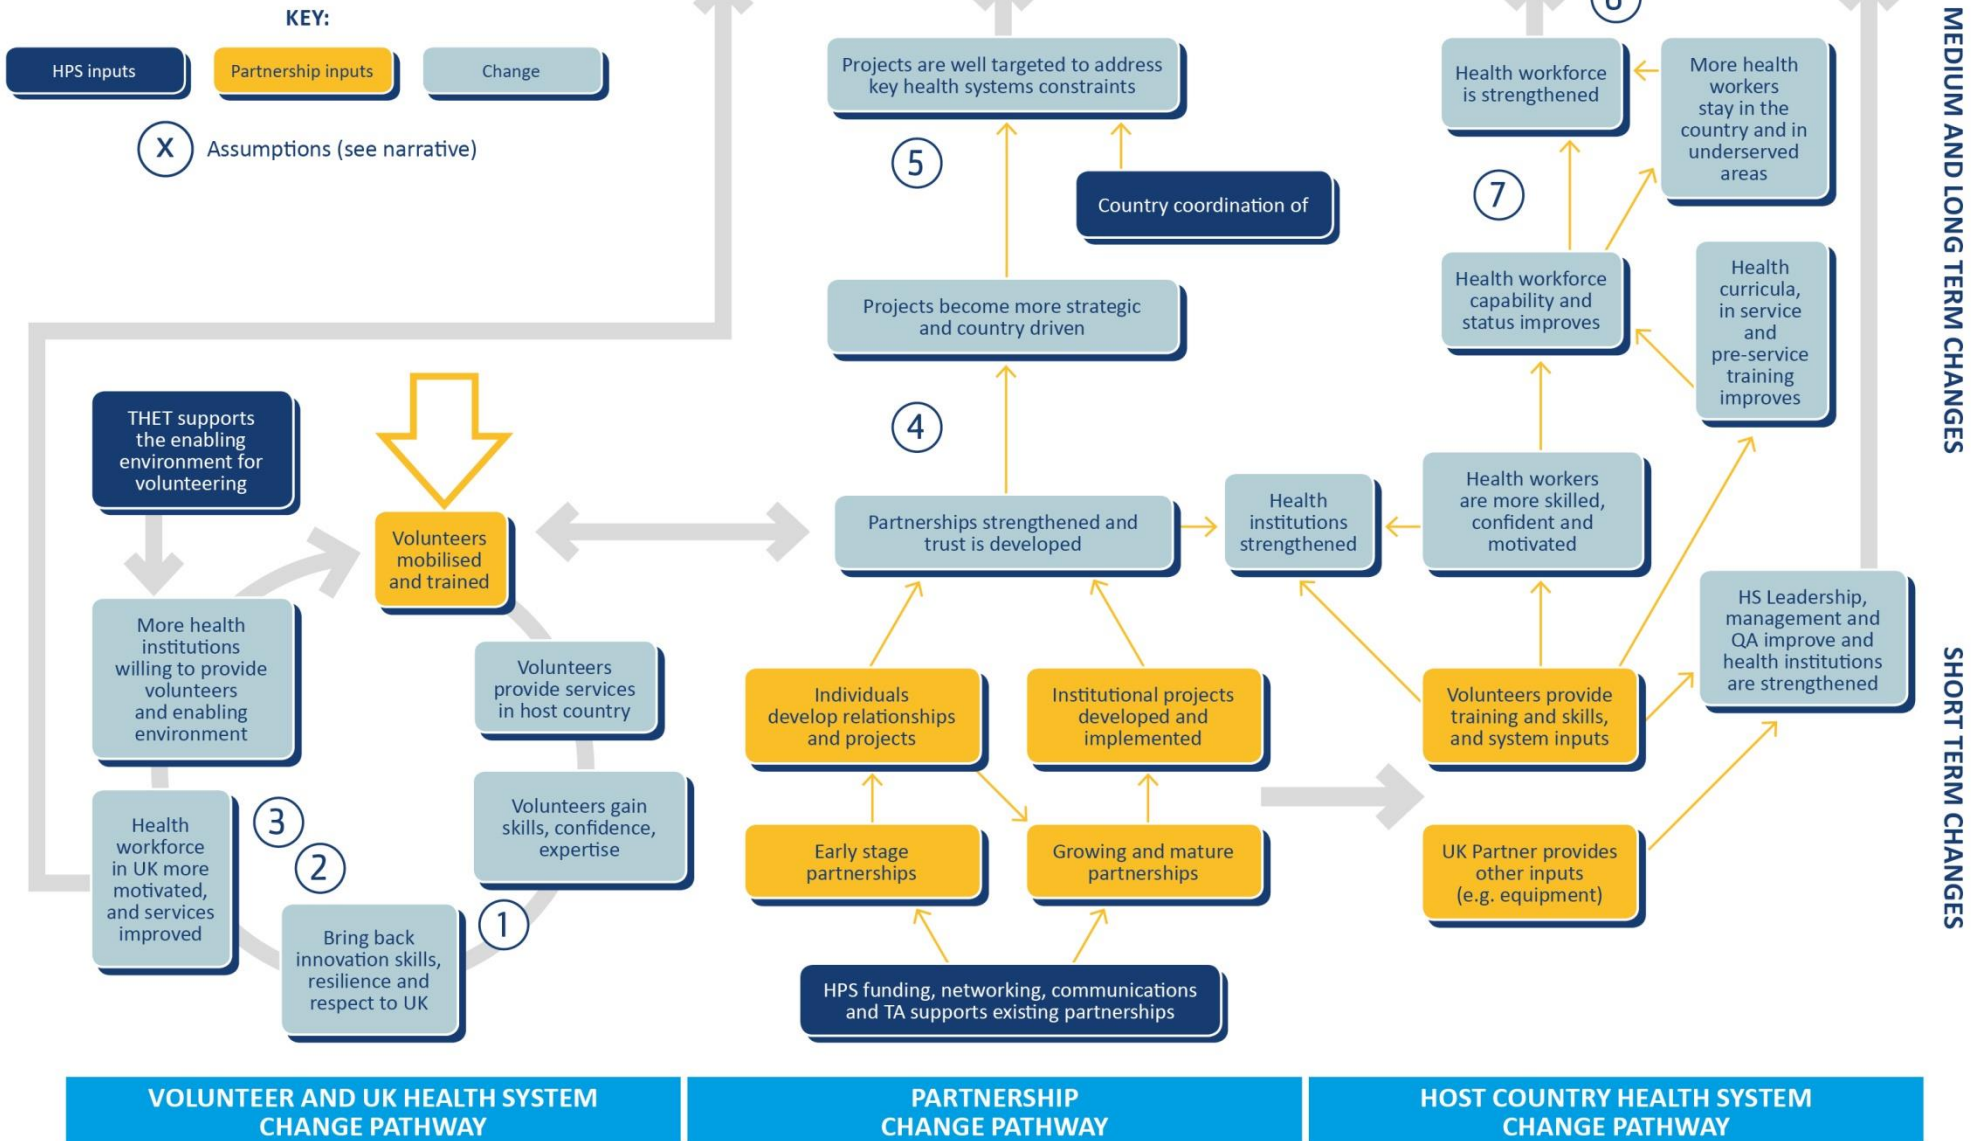 KEY:
HPS inputs
Partnership inputs
Change
X
Assumptions (see narrative)
THET supports
the enabling
environment for
volunteering
Volunteers
mobilised
and trained
More health
institutions
willing to provide
volunteers
and enabling
environment
Volunteers
provide services
in host country
Volunteers gain
skills, confidence,
expertise
Health
workforce
in UK more
motivated,
and services
improved
3
2
1
Bring back
innovation skills,
resilience and
respect to UK
Projects are well targeted to address
key health systems constraints
5
Country coordination of
Projects become more strategic
and country driven
4
Partnerships strengthened and
trust is developed
Health
institutions
strengthened
Individuals
develop relationships
and projects
Institutional projects
developed and
implemented
Early stage
partnerships
Growing and mature
partnerships
HPS funding, networking, communications
and TA supports existing partnerships
Health workforce
is strengthened
More health
workers
stay in the
country and in
underserved
areas
7
Health workforce
capability and
status improves
Health
curricula,
in service
and
pre-service
training
improves
Health workers
are more skilled,
confident and
motivated
HS Leadership,
management and
QA improve and
health institutions
are strengthened
Volunteers provide
training and skills,
and system inputs
UK Partner provides
other inputs
(e.g. equipment)
MEDIUM AND LONG TERM CHANGES
SHORT TERM CHANGES
VOLUNTEER AND UK HEALTH SYSTEM
CHANGE PATHWAY
PARTNERSHIP
CHANGE PATHWAY
HOST COUNTRY HEALTH SYSTEM
CHANGE PATHWAY